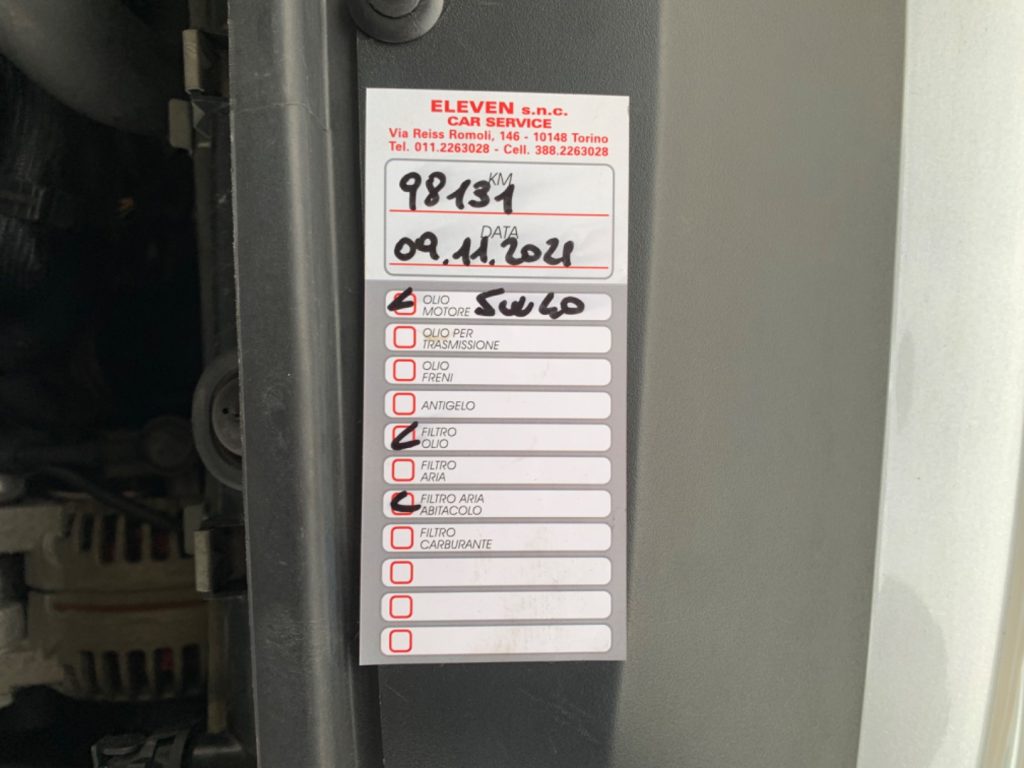 ELEVEN s.n.c.
CAR SERVICE
Via Reiss Romoli, 146 - 10148 Torino
Tel. 011.2263028 - Cell. 388.2263028
KM
98131
DATA
09.11.2021
OLIO
MOTORE 5W40
OLIO PER
TRASMISSIONE
OLIO
FRENI
ANTIGELO
FILTRO
OLIO
FILTRO
ARIA
FILTRO ARIA
ABITACOLO
FILTRO
CARBURANTE